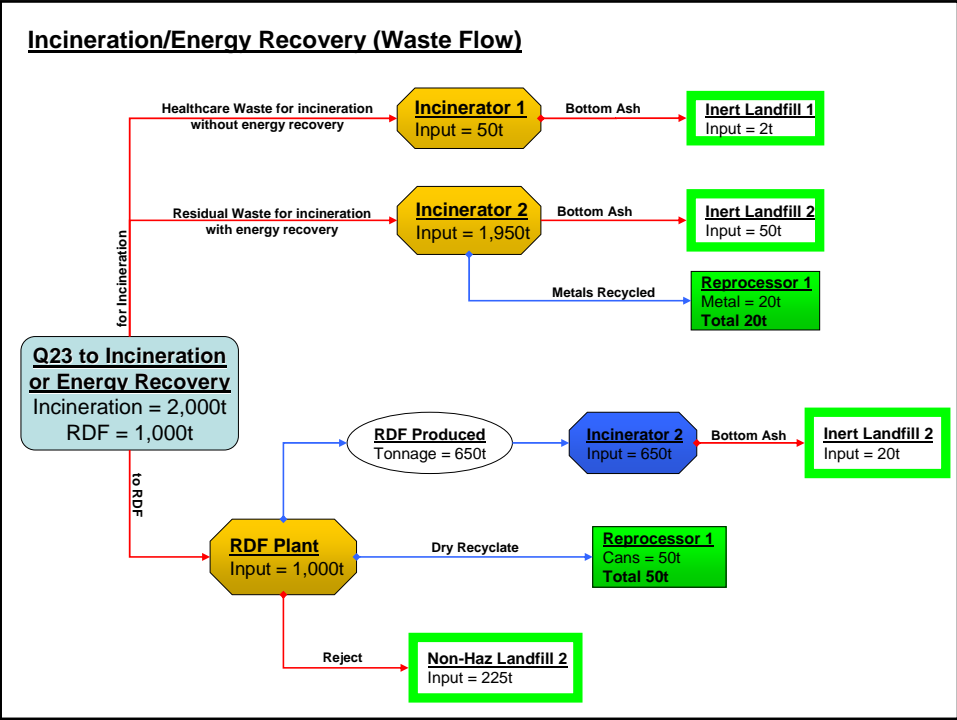 Incineration/Energy Recovery (Waste Flow)
Healthcare Waste for incineration
without energy recovery
Incinerator 1
Input = 50t
Bottom Ash
Inert Landfill 1
Input = 2t
Residual Waste for incineration
with energy recovery
Incinerator 2
Input = 1,950t
Bottom Ash
Inert Landfill 2
Input = 50t
for Incineration
Metals Recycled
Reprocessor 1
Metal = 20t
Total 20t
Q23 to Incineration
or Energy Recovery
Incineration = 2,000t
RDF = 1,000t
RDF Produced
Tonnage = 650t
Incinerator 2
Input = 650t
Bottom Ash
Inert Landfill 2
Input = 20t
to RDF
RDF Plant
Input = 1,000t
Dry Recyclate
Reprocessor 1
Cans = 50t
Total 50t
Reject
Non-Haz Landfill 2
Input = 225t